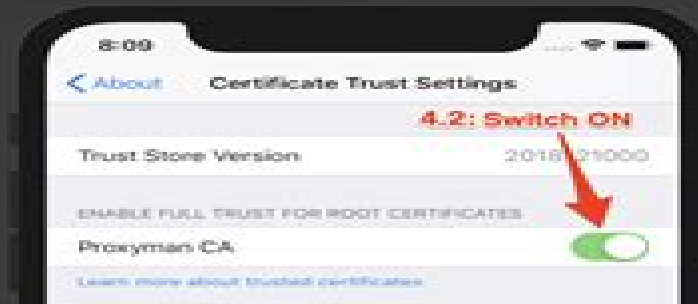 8:09
About Certificate Trust Settings
4.2: Switch ON
Trust Store Version
ENABLE FULL TRUST FOR ROOT CERTIFICATES
Proxyman CA
Learn more about trusted certificates